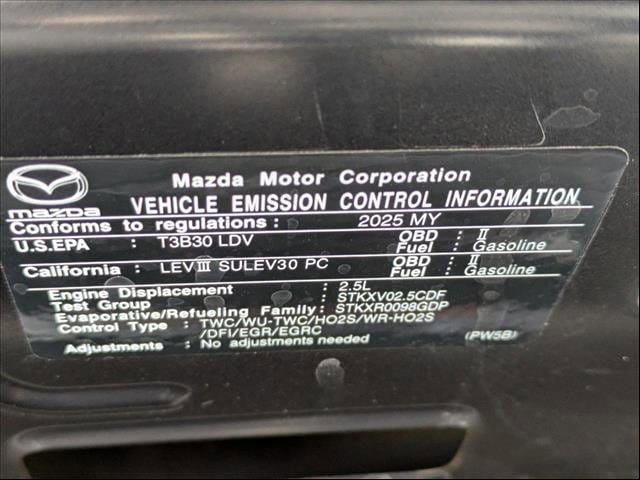 mazda
Mazda Motor Corporation
VEHICLE EMISSION CONTROL INFORMATION
Conforms to regulations : 2025 MY
U.S.EPA : T3B30 LDV OBD : II
Fuel : Gasoline
California : LEVIII SULEV30 PC OBD : II
Fuel : Gasoline
Engine Displacement : 2.5L
Test Group : STKXV02.5CDF
Evaporative/Refueling Family: STKXR0098GDP
Control Type : TWC/WU-TWC/HO2S/WR-HO2S
/DFI/EGR/EGRC
Adjustments : No adjustments needed (PW5B)